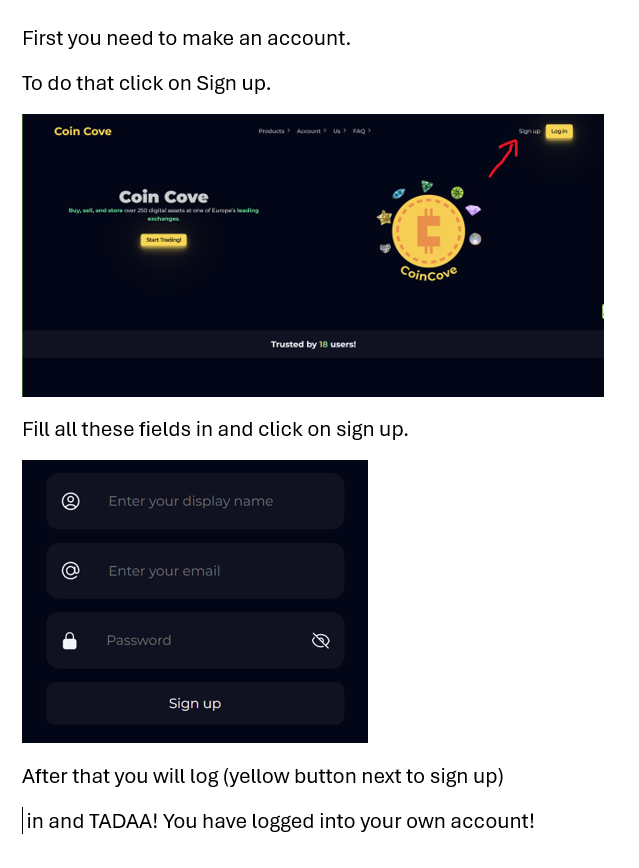 First you need to make an account.
To do that click on Sign up.
Coin Cove
Products
Account
Us
FAQ
Sign up
Log in
Coin Cove
Buy, sell, and store over 250 digital assets at one of Europe's leading
exchanges.
Start Trading!
CoinCove
Trusted by 18 users!
Fill all these fields in and click on sign up.
Enter your display name
Enter your email
Password
Sign up
After that you will log (yellow button next to sign up)
in and TADAA! You have logged into your own account!